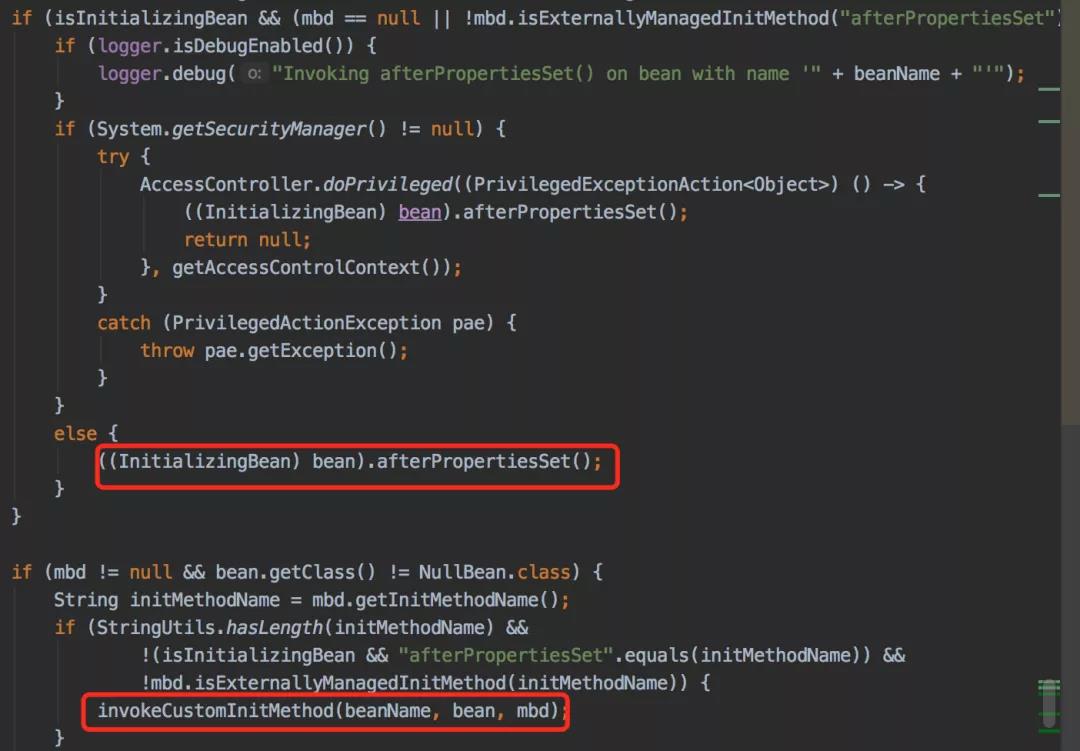 if (isInitializingBean && (mbd == null || !mbd.isExternallyManagedInitMethod("afterPropertiesSet")
if (logger.isDebugEnabled()) {
logger.debug( o: "Invoking afterPropertiesSet() on bean with name '" + beanName + "'");
}
if (System.getSecurityManager() != null) {
try {
AccessController.doPrivileged((PrivilegedExceptionAction<Object>) () -> {
((InitializingBean) bean).afterPropertiesSet();
return null;
}, getAccessControlContext());
}
catch (PrivilegedActionException pae) {
throw pae.getException();
}
}
else {
((InitializingBean) bean).afterPropertiesSet();
}
}
if (mbd != null && bean.getClass() != NullBean.class) {
String initMethodName = mbd.getInitMethodName();
if (StringUtils.hasLength(initMethodName) &&
!(isInitializingBean && "afterPropertiesSet".equals(initMethodName)) &&
!mbd.isExternallyManagedInitMethod(initMethodName)) {
invokeCustomInitMethod(beanName, bean, mbd);
}